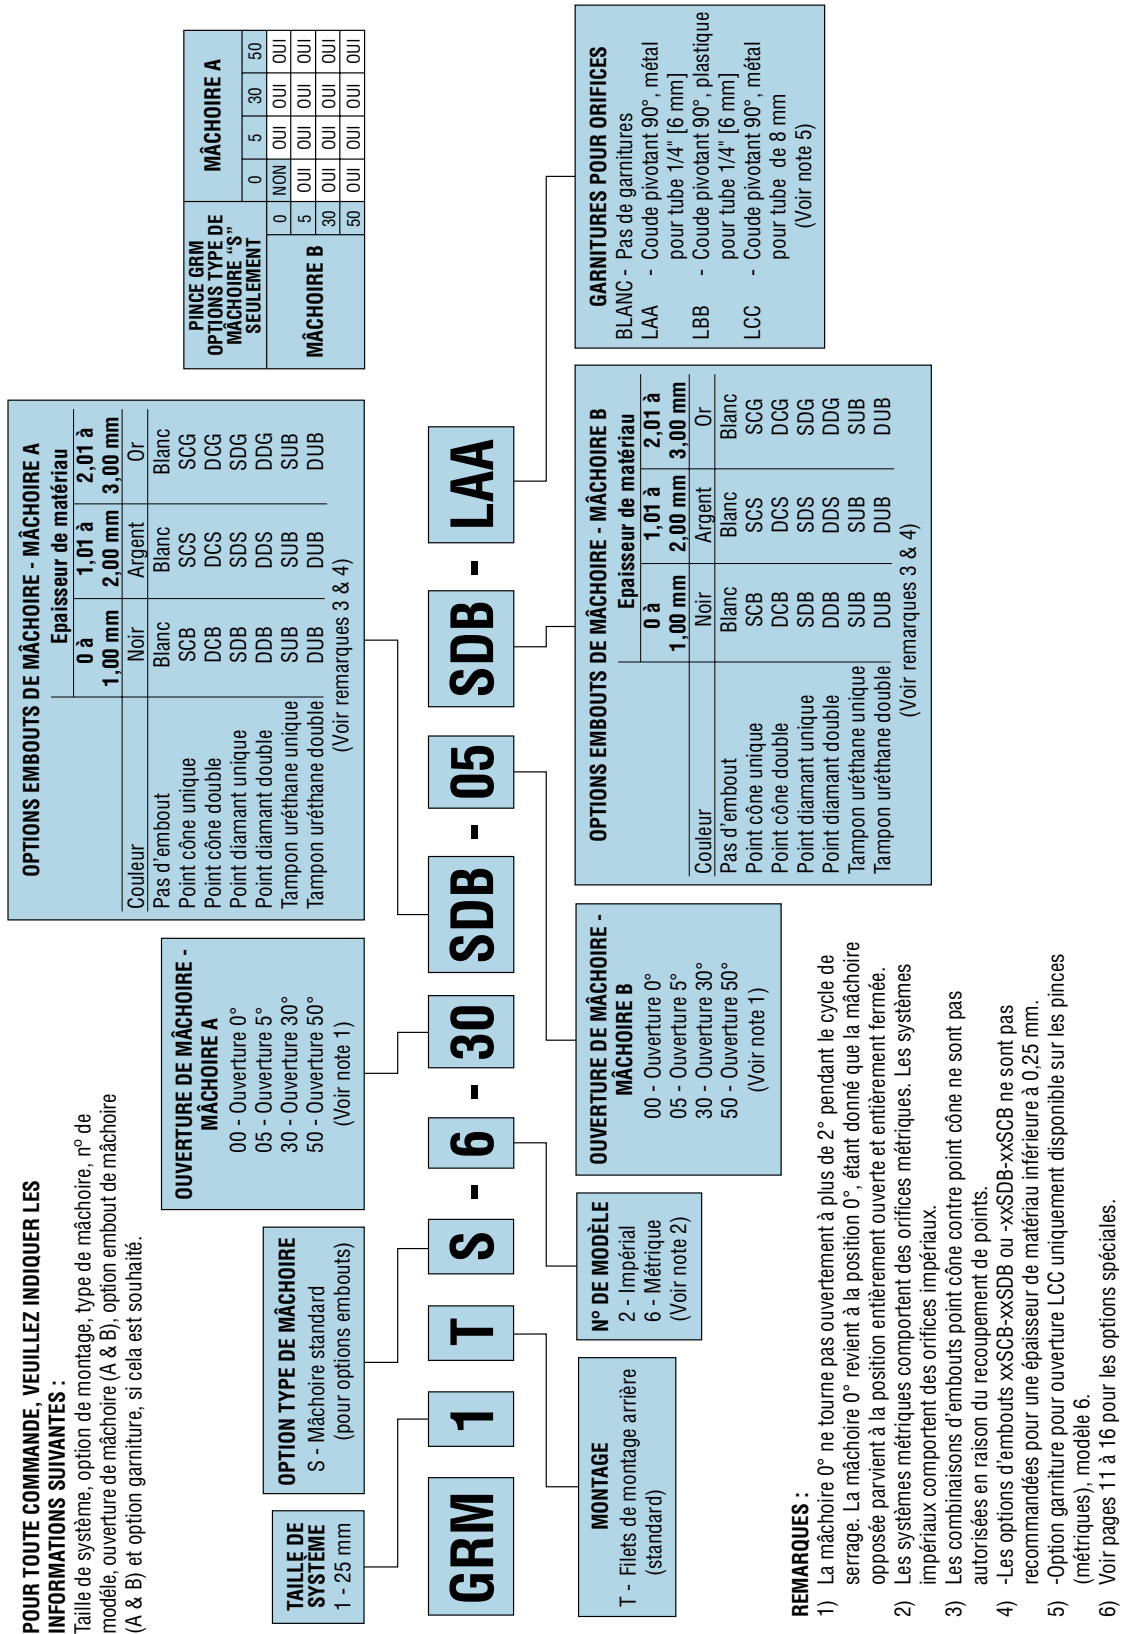 POUR TOUTE COMMANDE, VEUILLEZ INDIQUER LES
INFORMATIONS SUIVANTES :
Taille de système, option de montage, type de mâchoire, nº de
modèle, ouverture de mâchoire (A & B), option embout de mâchoire
(A & B) et option garniture, si cela est souhaité.
TAILLE DE
SYSTÈME
1 - 25 mm
OPTION TYPE DE MÂCHOIRE
S - Mâchoire standard
(pour options embouts)
OUVERTURE DE MÂCHOIRE -
MÂCHOIRE A
00 - Ouverture 0°
05 - Ouverture 5°
30 - Ouverture 30°
50 - Ouverture 50°
(Voir note 1)
OPTIONS EMBOUTS DE MÂCHOIRE - MÂCHOIRE A
Epaisseur de matériau
0 à 1,01 à 2,01 à
1,00 mm 2,00 mm 3,00 mm
Couleur Noir Argent Or
Pas d'embout Blanc Blanc Blanc
Point cône unique SCB SCS SCG
Point cône double DCB DCS DCG
Point diamant unique SDB SDS SDG
Point diamant double DDB DDS DDG
Tampon uréthane unique SUB SUB SUB
Tampon uréthane double DUB DUB DUB
(Voir remarques 3 & 4)
PINCE GRM
OPTIONS TYPE DE
MÂCHOIRE “S”
SEULEMENT
MÂCHOIRE A
0 5 30 50
MÂCHOIRE B
0 NON OUI OUI OUI
5 OUI OUI OUI OUI
30 OUI OUI OUI OUI
50 OUI OUI OUI OUI
GRM 1 T S - 6 - 30 SDB - 05 SDB - LAA
MONTAGE
T - Filets de montage arrière
(standard)
Nº DE MODÈLE
2 - Impérial
6 - Métrique
(Voir note 2)
OUVERTURE DE MÂCHOIRE -
MÂCHOIRE B
00 - Ouverture 0°
05 - Ouverture 5°
30 - Ouverture 30°
50 - Ouverture 50°
(Voir note 1)
OPTIONS EMBOUTS DE MÂCHOIRE - MÂCHOIRE B
Epaisseur de matériau
0 à 1,01 à 2,01 à
1,00 mm 2,00 mm 3,00 mm
Couleur Noir Argent Or
Pas d'embout Blanc Blanc Blanc
Point cône unique SCB SCS SCG
Point cône double DCB DCS DCG
Point diamant unique SDB SDS SDG
Point diamant double DDB DDS DDG
Tampon uréthane unique SUB SUB SUB
Tampon uréthane double DUB DUB DUB
(Voir remarques 3 & 4)
GARNITURES POUR ORIFICES
BLANC - Pas de garnitures
LAA - Coude pivotant 90°, métal
pour tube 1/4" [6 mm]
LBB - Coude pivotant 90°, plastique
pour tube 1/4" [6 mm]
LCC - Coude pivotant 90°, métal
pour tube de 8 mm
(Voir note 5)
REMARQUES :
1) La mâchoire 0° ne tourne pas ouvertement à plus de 2° pendant le cycle de
serrage. La mâchoire 0° revient à la position 0°, étant donné que la mâchoire
opposée parvient à la position entièrement ouverte et entièrement fermée.
2) Les systèmes métriques comportent des orifices métriques. Les systèmes
impériaux comportent des orifices impériaux.
3) Les combinaisons d'embouts point cône contre point cône ne sont pas
autorisées en raison du recoupement de points.
4) -Les options d'embouts xxSCB-xxSDB ou -xxSDB-xxSCB ne sont pas
recommandées pour une épaisseur de matériau inférieure à 0,25 mm.
5) -Option garniture pour ouverture LCC uniquement disponible sur les pinces
(métriques), modèle 6.
6) Voir pages 11 à 16 pour les options spéciales.